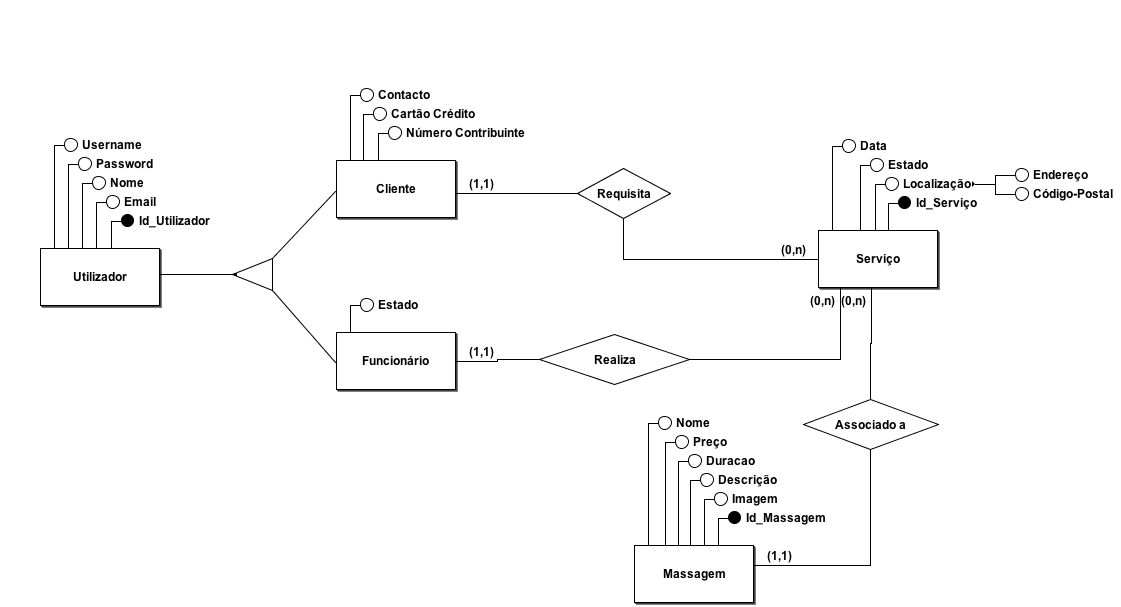 Contacto
Cartão Crédito
Número Contribuinte
Cliente
(1,1)
Requisita
Username
Password
Nome
Email
Id_Utilizador
Utilizador
Data
Estado
Localização
Endereço
Código-Postal
Id_Serviço
(0,n)
Serviço
(0,n) (0,n)
Estado
Funcionário
(1,1)
Realiza
Associado a
Nome
Preço
Duracao
Descrição
Imagem
Id_Massagem
Massagem
(1,1)